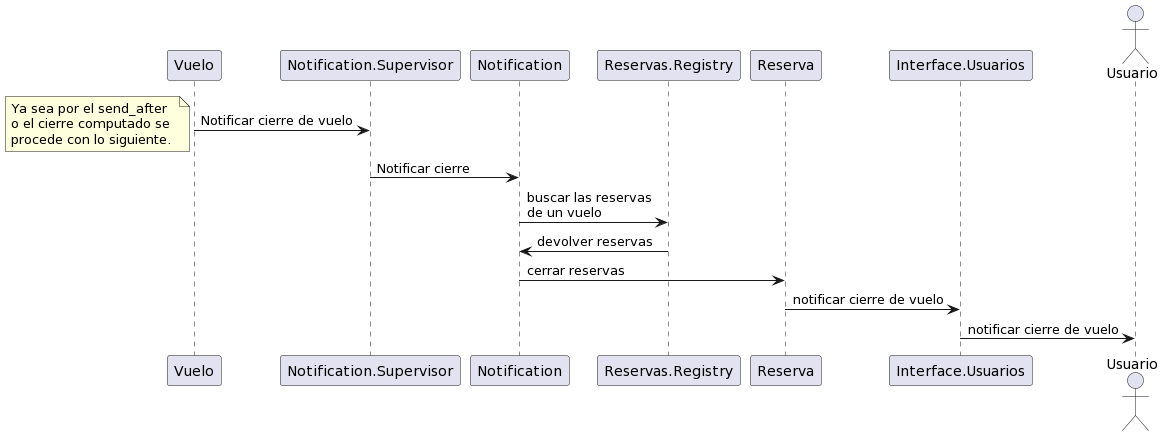 Usuario
Vuelo
Notification.Supervisor
Notification
Reservas.Registry
Reserva
Interface.Usuarios
Ya sea por el send_after
o el cierre computado se
procede con lo siguiente.
Notificar cierre de vuelo
Notificar cierre
buscar las reservas
de un vuelo
devolver reservas
cerrar reservas
notificar cierre de vuelo
notificar cierre de vuelo
Vuelo
Notification.Supervisor
Notification
Reservas.Registry
Reserva
Interface.Usuarios
Usuario